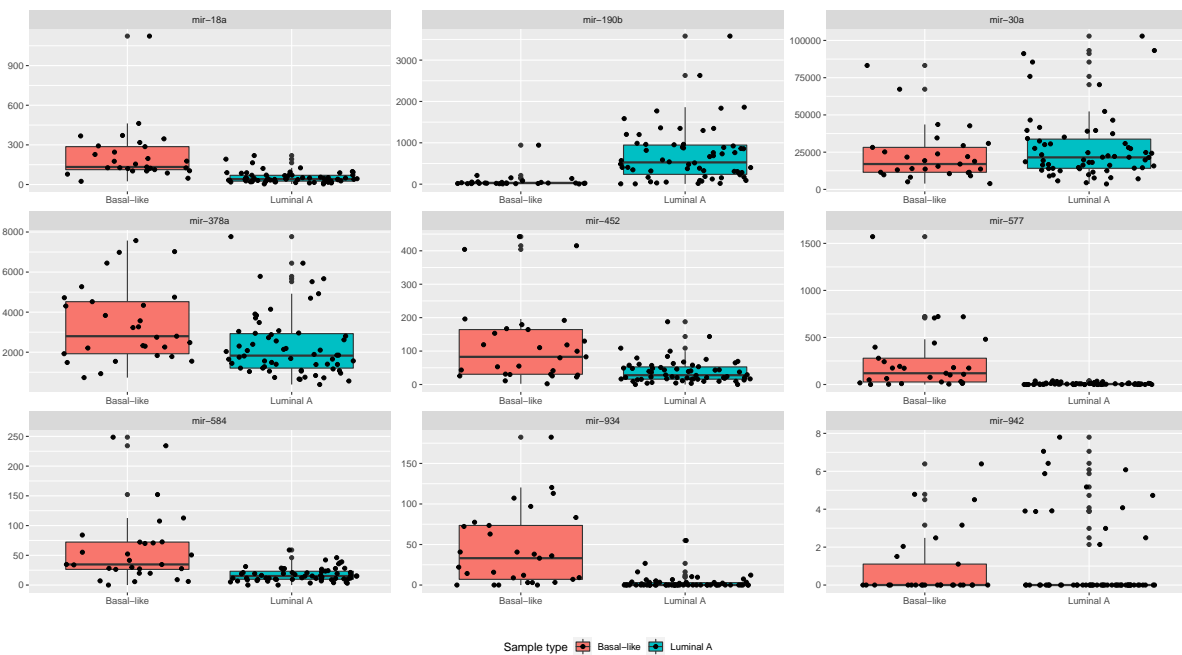 mir−18a
mir−190b
mir−30a
900
600
300
0
3000
2000
1000
0
100000
75000
50000
25000
0
Basal−like
Luminal A
Basal−like
Luminal A
Basal−like
Luminal A
mir−378a
mir−452
mir−577
8000
6000
4000
2000
400
300
200
100
0
1500
1000
500
0
Basal−like
Luminal A
Basal−like
Luminal A
Basal−like
Luminal A
mir−584
mir−934
mir−942
250
200
150
100
50
0
150
100
50
0
8
6
4
2
0
Basal−like
Luminal A
Basal−like
Luminal A
Basal−like
Luminal A
Sample type Basal−like Luminal A